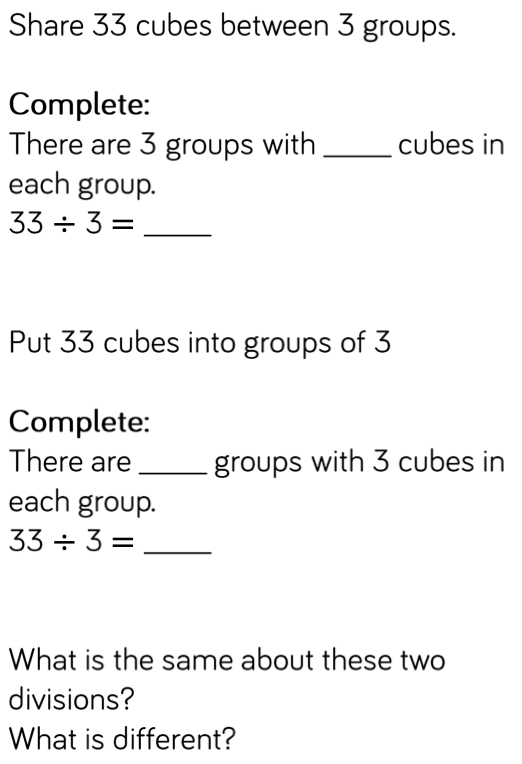 Share 33 cubes between 3 groups.
Complete:
There are 3 groups with _____ cubes in
each group.
33 ÷ 3 = _____
Put 33 cubes into groups of 3
Complete:
There are _____ groups with 3 cubes in
each group.
33 ÷ 3 = _____
What is the same about these two
divisions?
What is different?